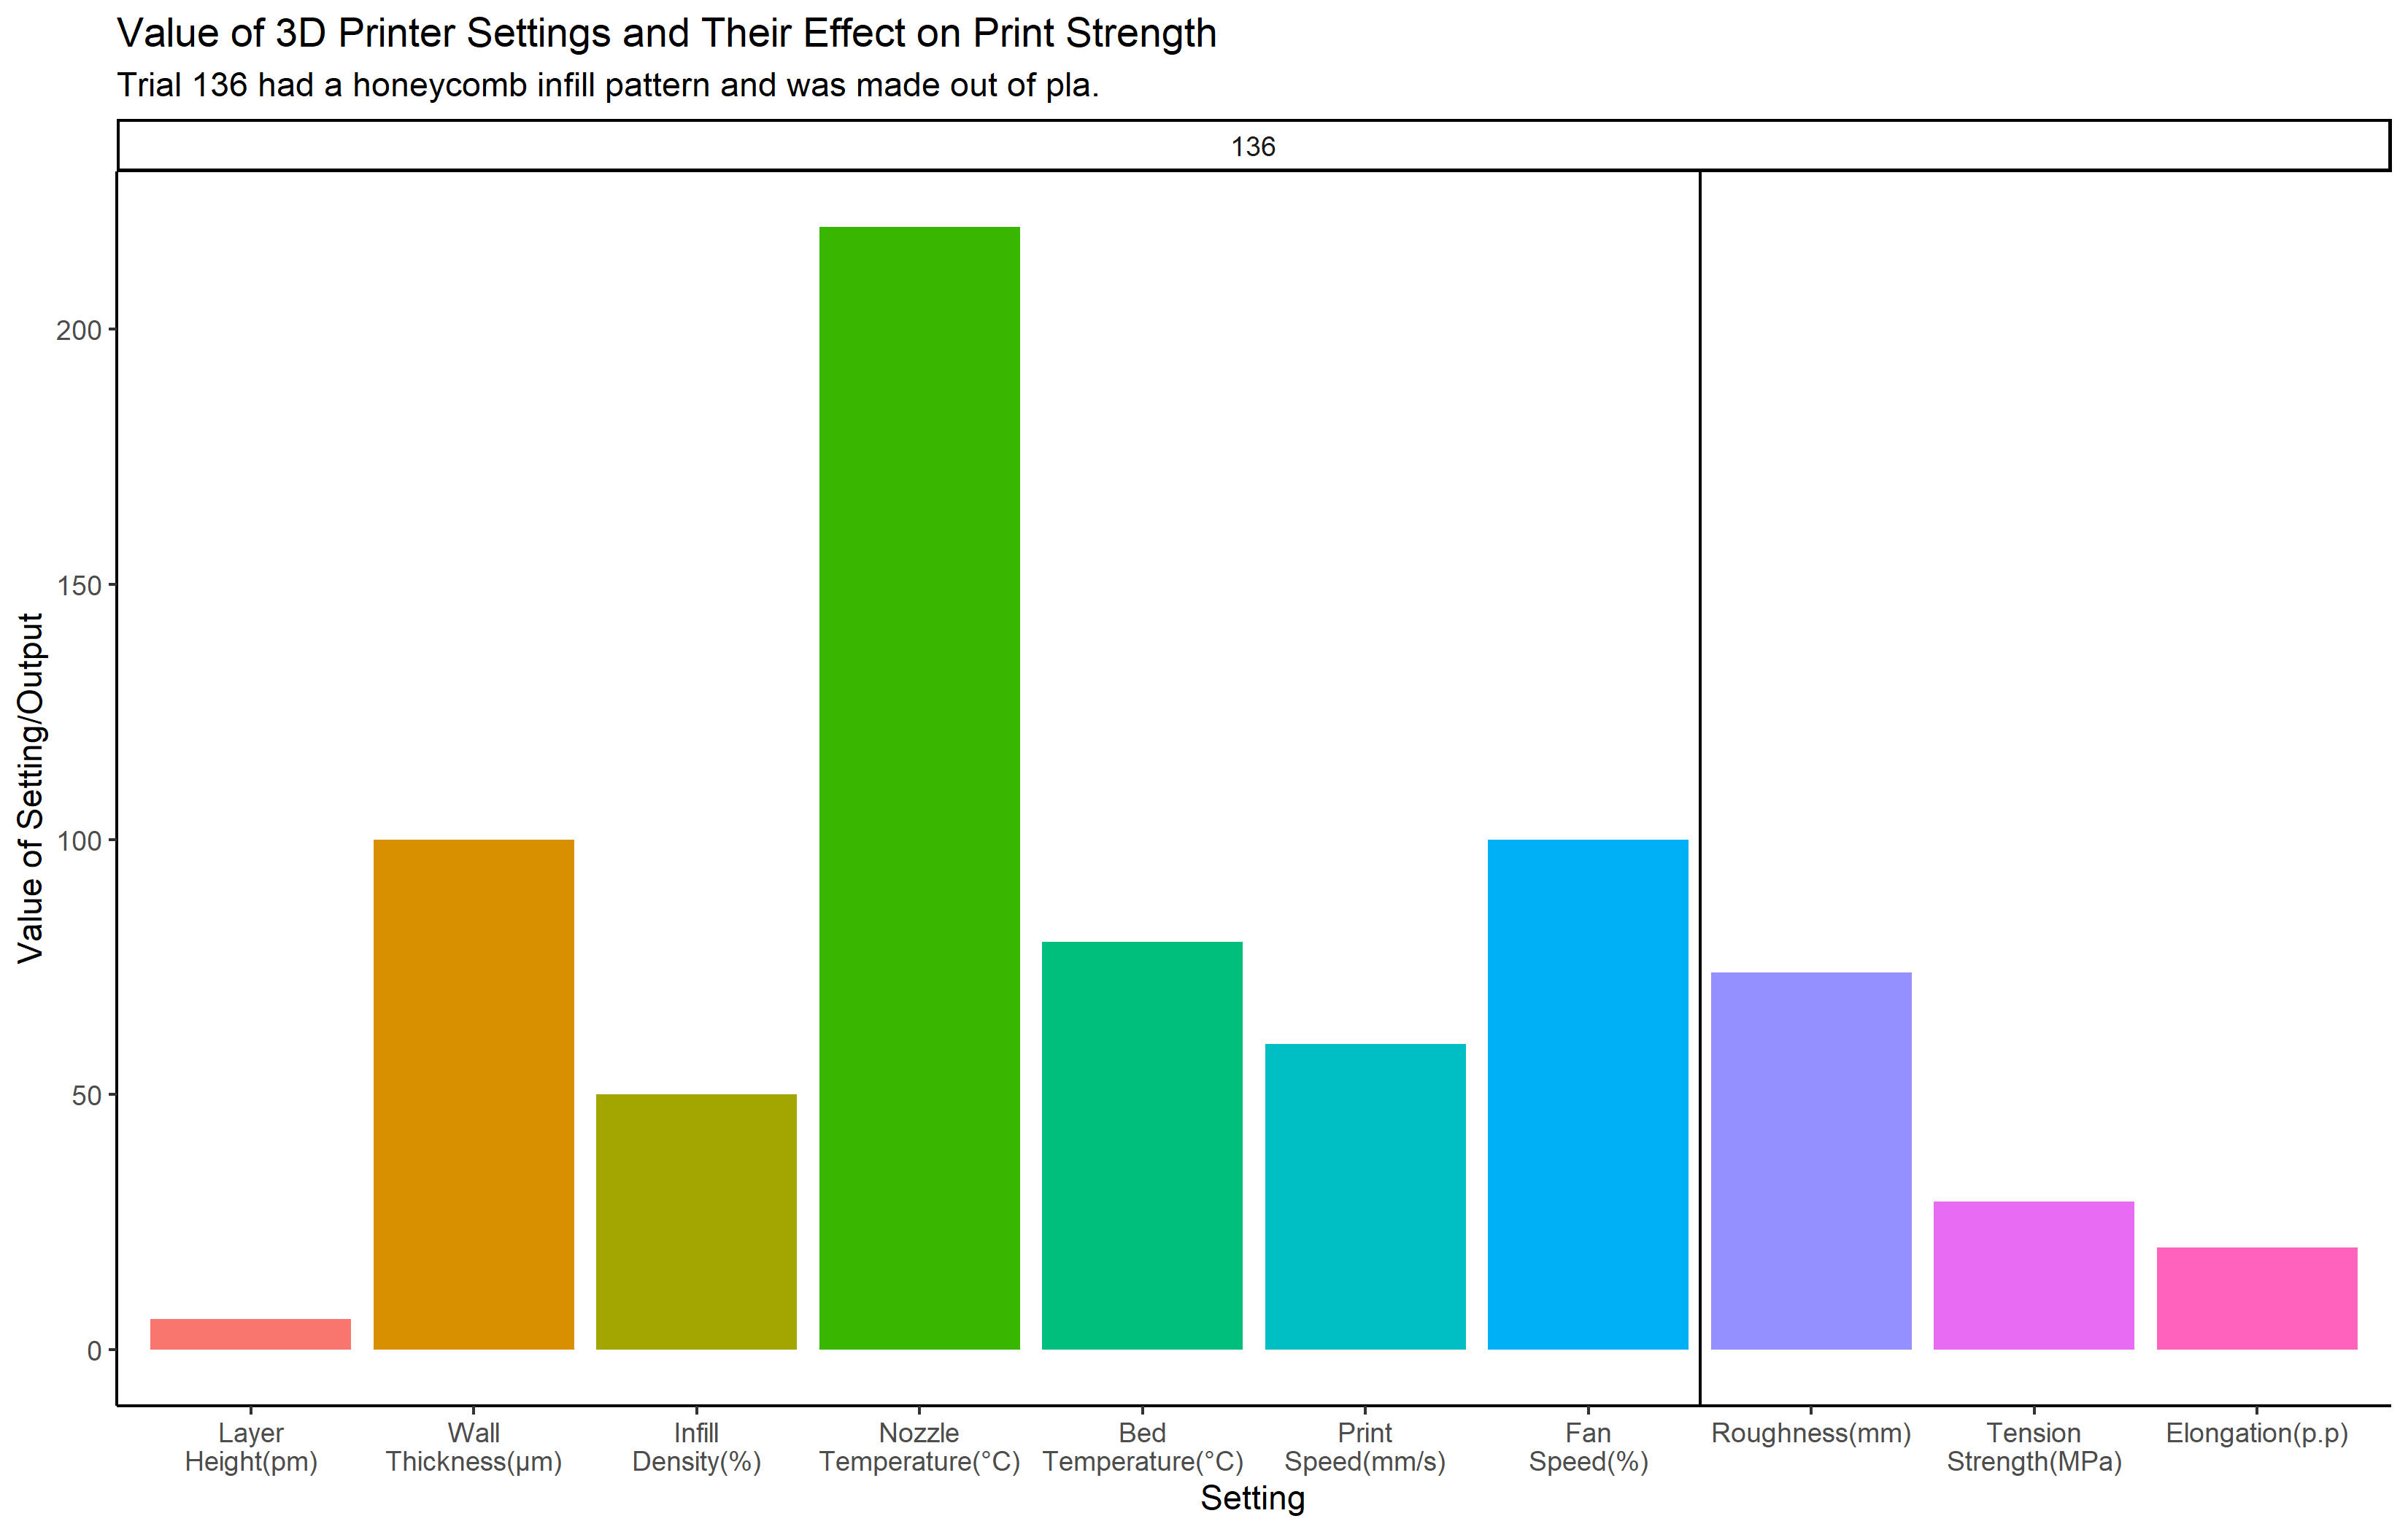 Value of 3D Printer Settings and Their Effect on Print Strength
Trial 136 had a honeycomb infill pattern and was made out of pla.
136
Value of Setting/Output
200
150
100
50
0
Layer
Height(pm)
Wall
Thickness(µm)
Infill
Density(%)
Nozzle
Temperature(°C)
Bed
Temperature(°C)
Print
Speed(mm/s)
Fan
Speed(%)
Roughness(mm)
Tension
Strength(MPa)
Elongation(p.p)
Setting